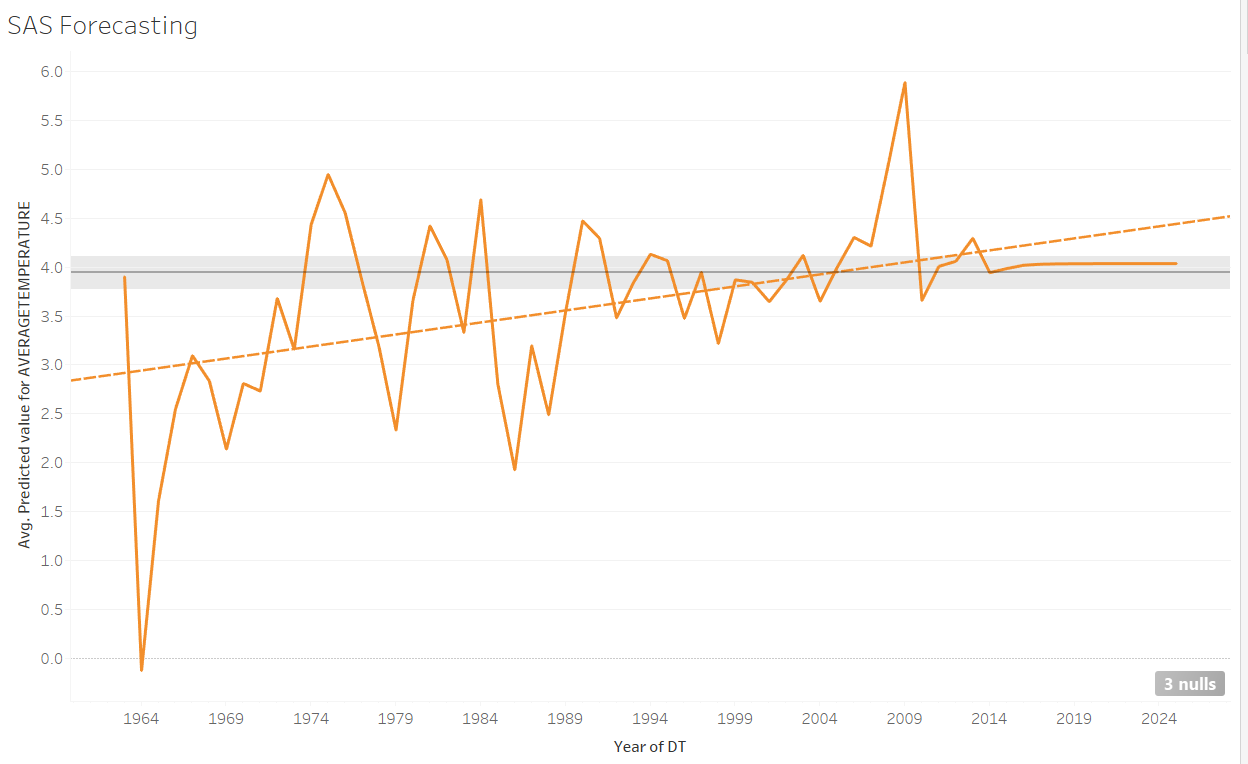 SAS Forecasting
6.0
5.5
5.0
4.5
4.0
3.5
3.0
2.5
2.0
1.5
1.0
0.5
0.0
Avg. Predicted value for AVERAGETEMPERATURE
3 nulls
1964 1969 1974 1979 1984 1989 1994 1999 2004 2009 2014 2019 2024
Year of DT